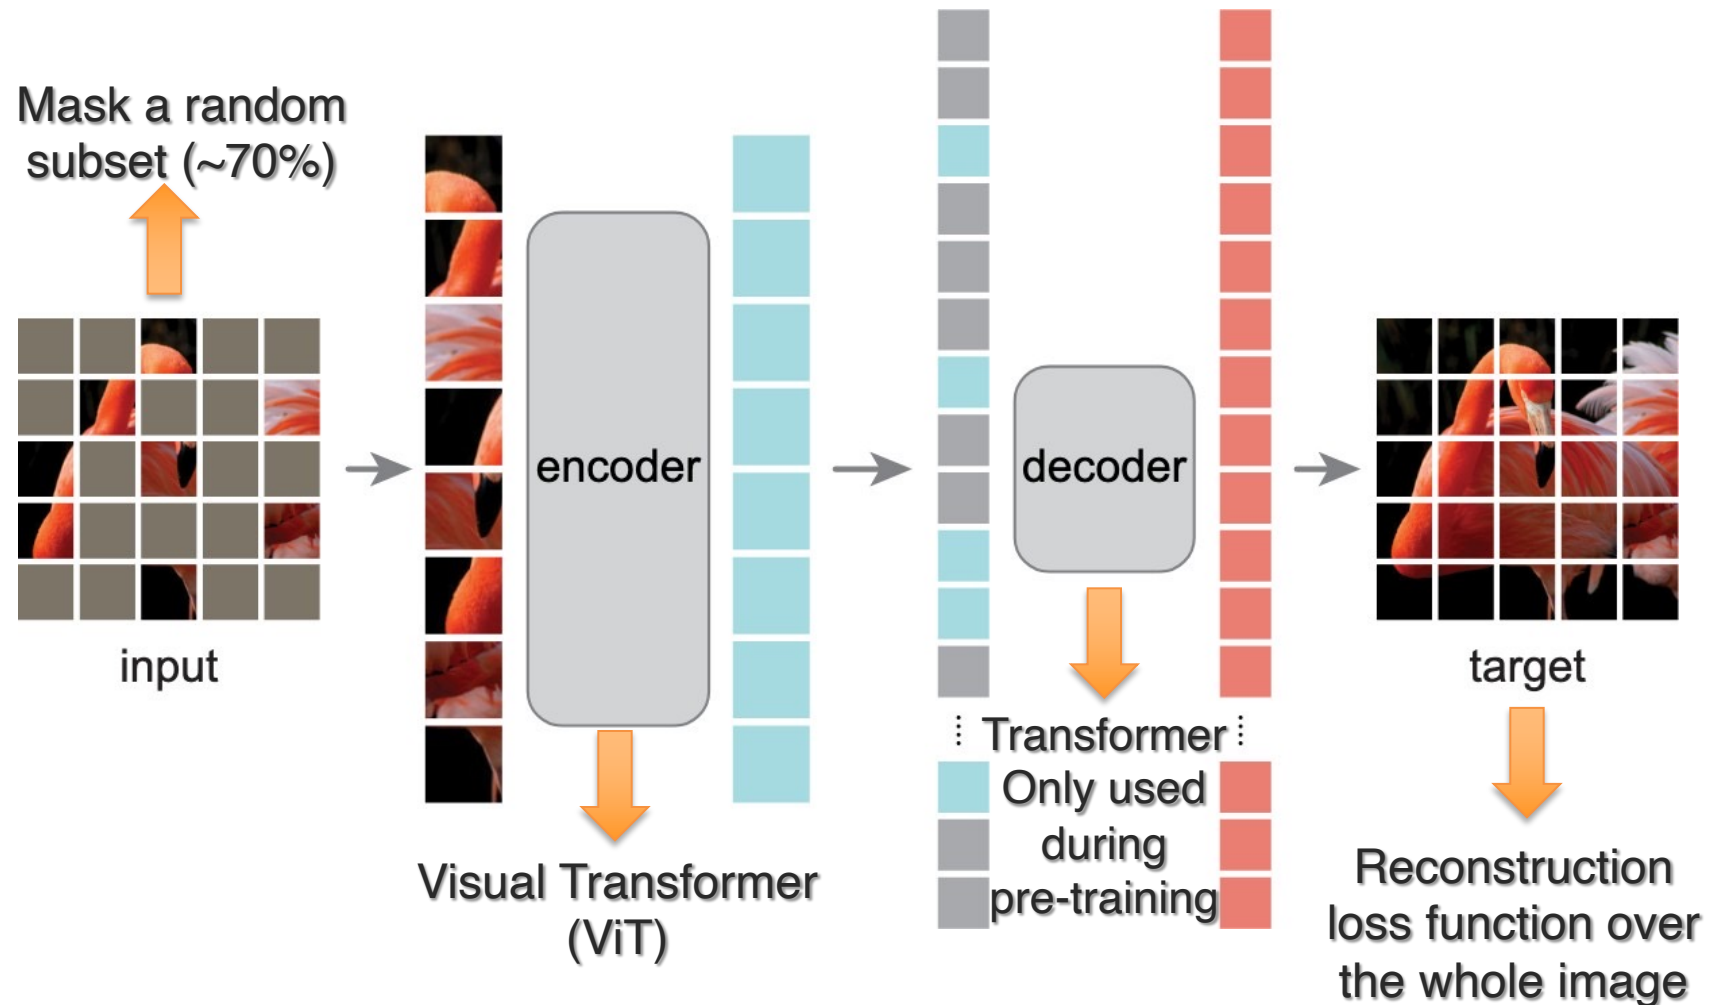 Mask a random
subset (~70%)
input
encoder
Visual Transformer
(ViT)
decoder
Transformer
Only used
during
pre-training
target
Reconstruction
loss function over
the whole image